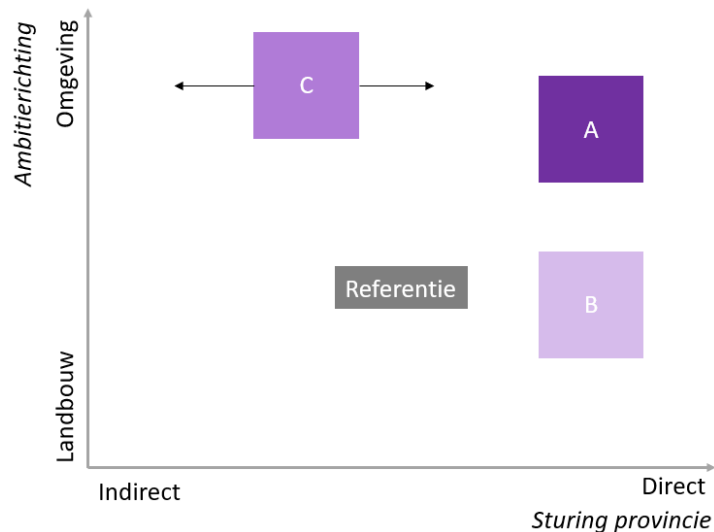 Ambitierichting
Omgeving
C
A
Referentie
B
Landbouw
Indirect
Direct
Sturing provincie